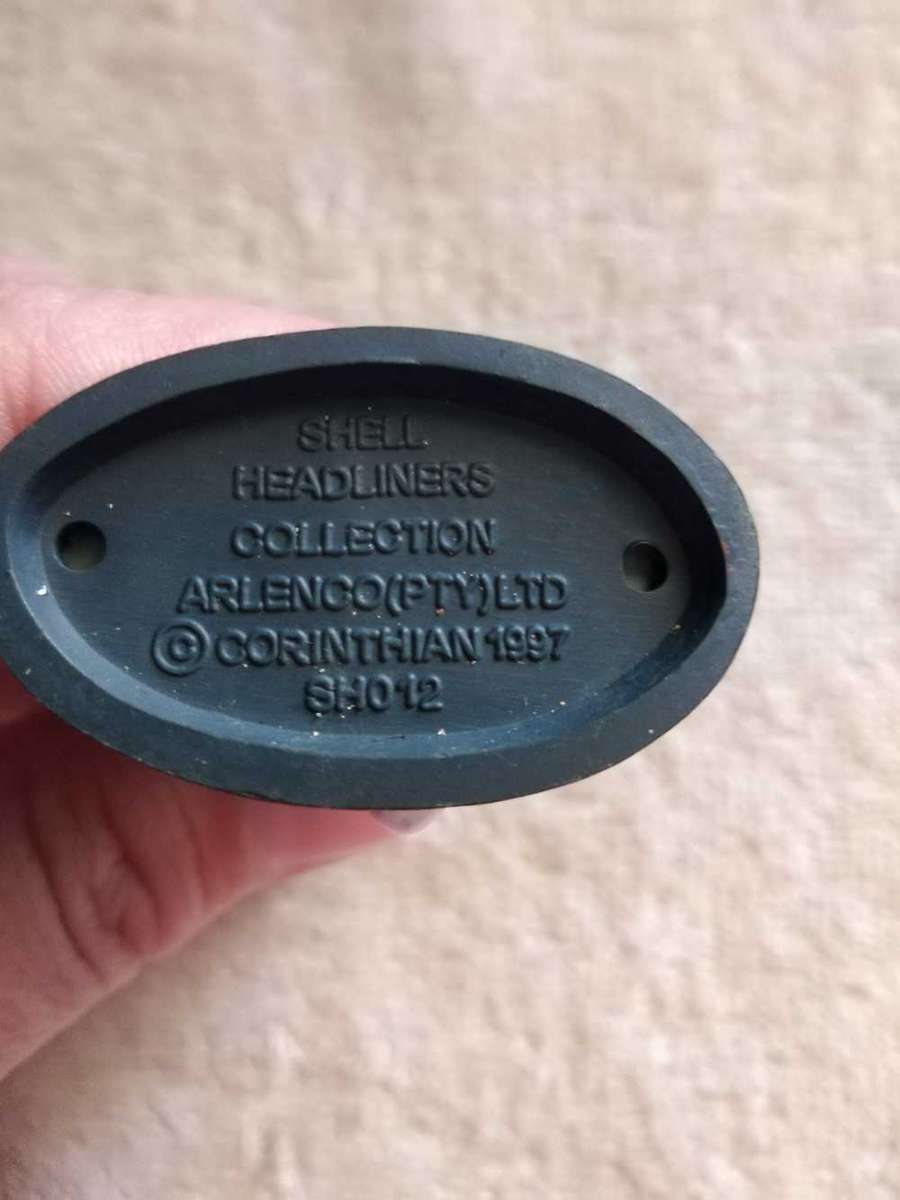 SHELL
HEADLINERS
COLLECTION
ARLENCO(PTY)LTD
© CORINTHIAN 1997
SH012